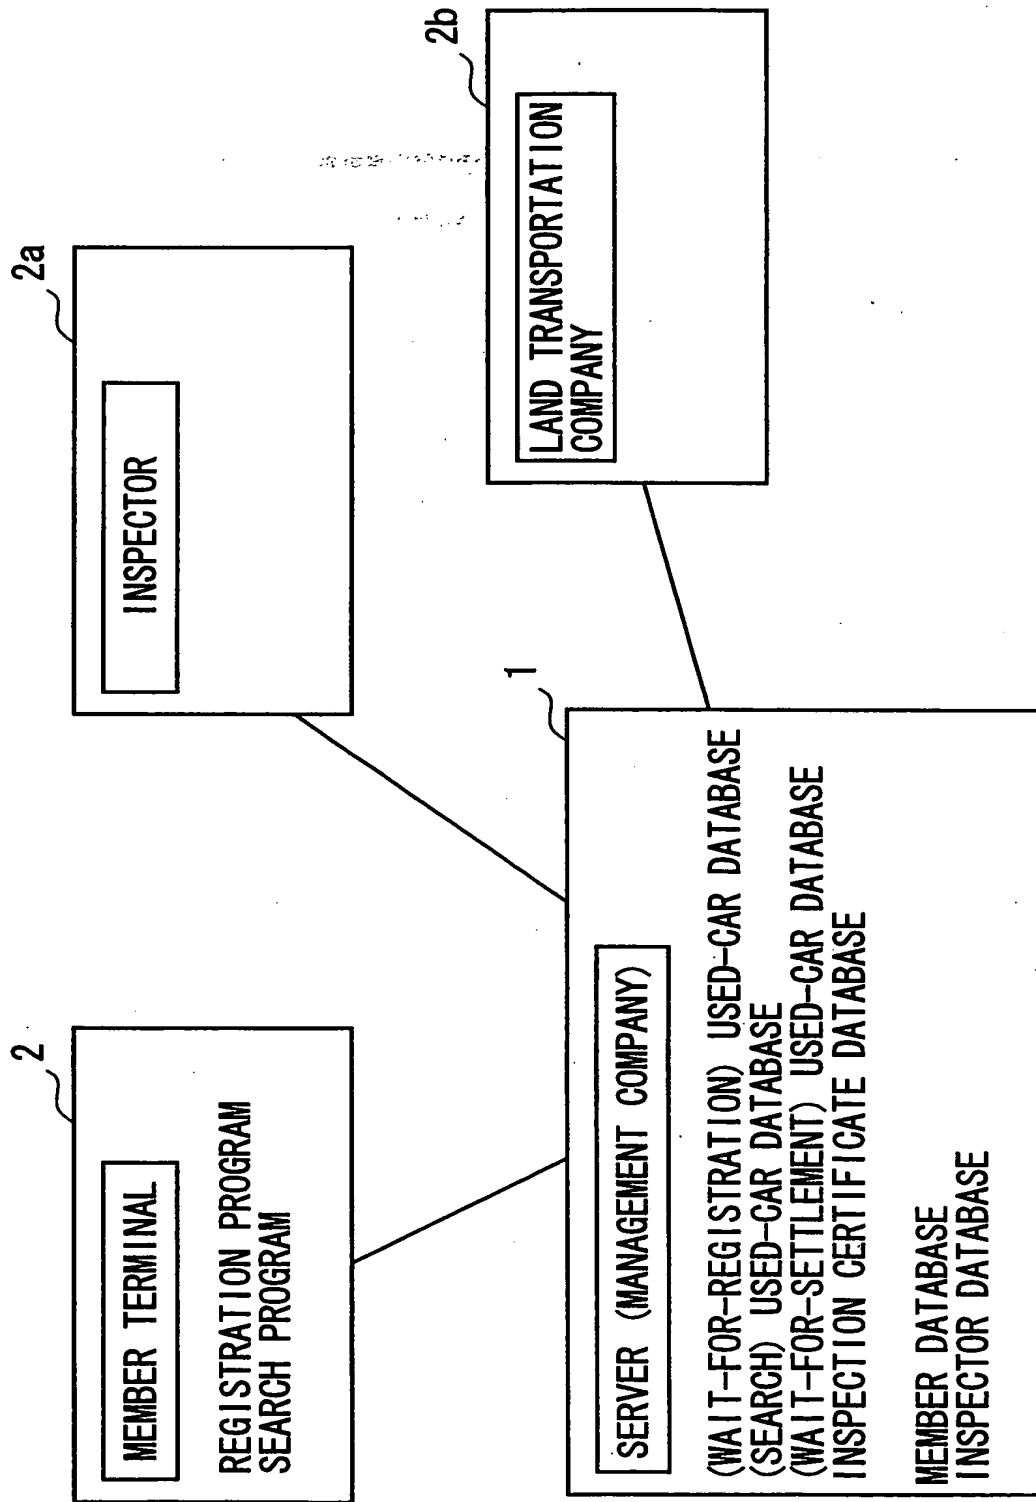 2
MEMBER TERMINAL
REGISTRATION PROGRAM
SEARCH PROGRAM
2a
INSPECTOR
2b
LAND TRANSPORTATION
COMPANY
1
SERVER (MANAGEMENT COMPANY)
(WAIT-FOR-REGISTRATION) USED-CAR DATABASE
(SEARCH) USED-CAR DATABASE
(WAIT-FOR-SETTLEMENT) USED-CAR DATABASE
INSPECTION CERTIFICATE DATABASE
MEMBER DATABASE
INSPECTOR DATABASE